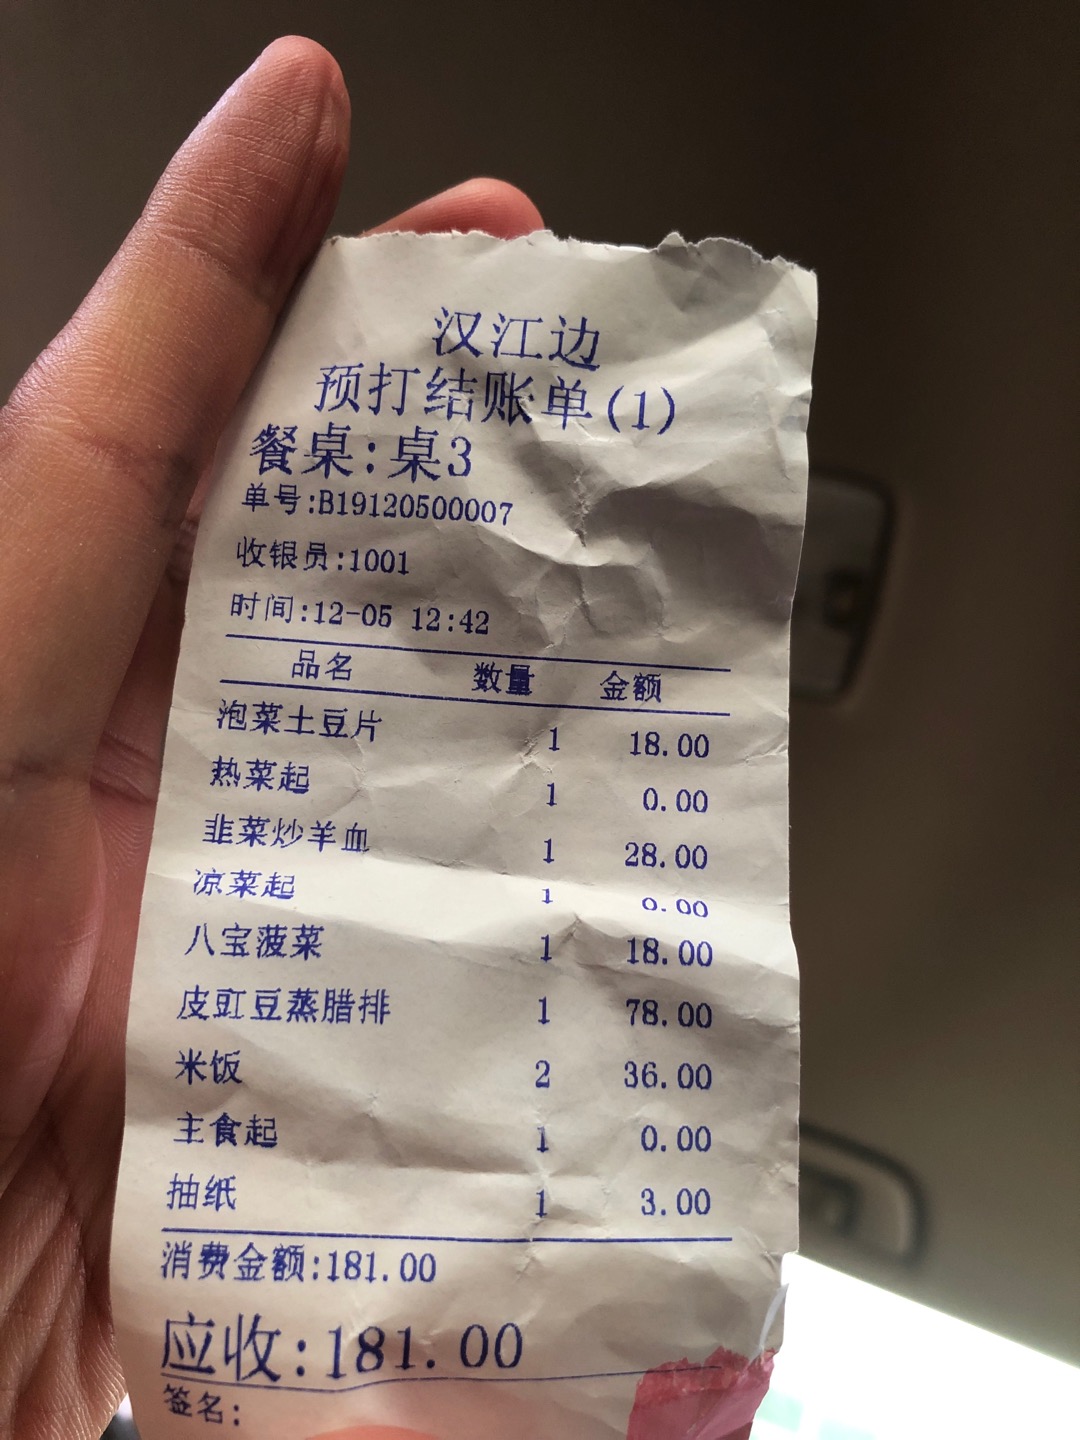 汉江边
预打结账单(1)
餐桌:桌3
单号:B19120500007
收银员:1001
时间:12-05 12:42
品名 数量 金额
泡菜土豆片 1 18.00
热菜起 1 0.00
韭菜炒羊血 1 28.00
凉菜起 1 0.00
八宝菠菜 1 18.00
皮豇豆蒸腊排 1 78.00
米饭 2 36.00
主食起 1 0.00
抽纸 1 3.00
消费金额:181.00
应收:181.00
签名: